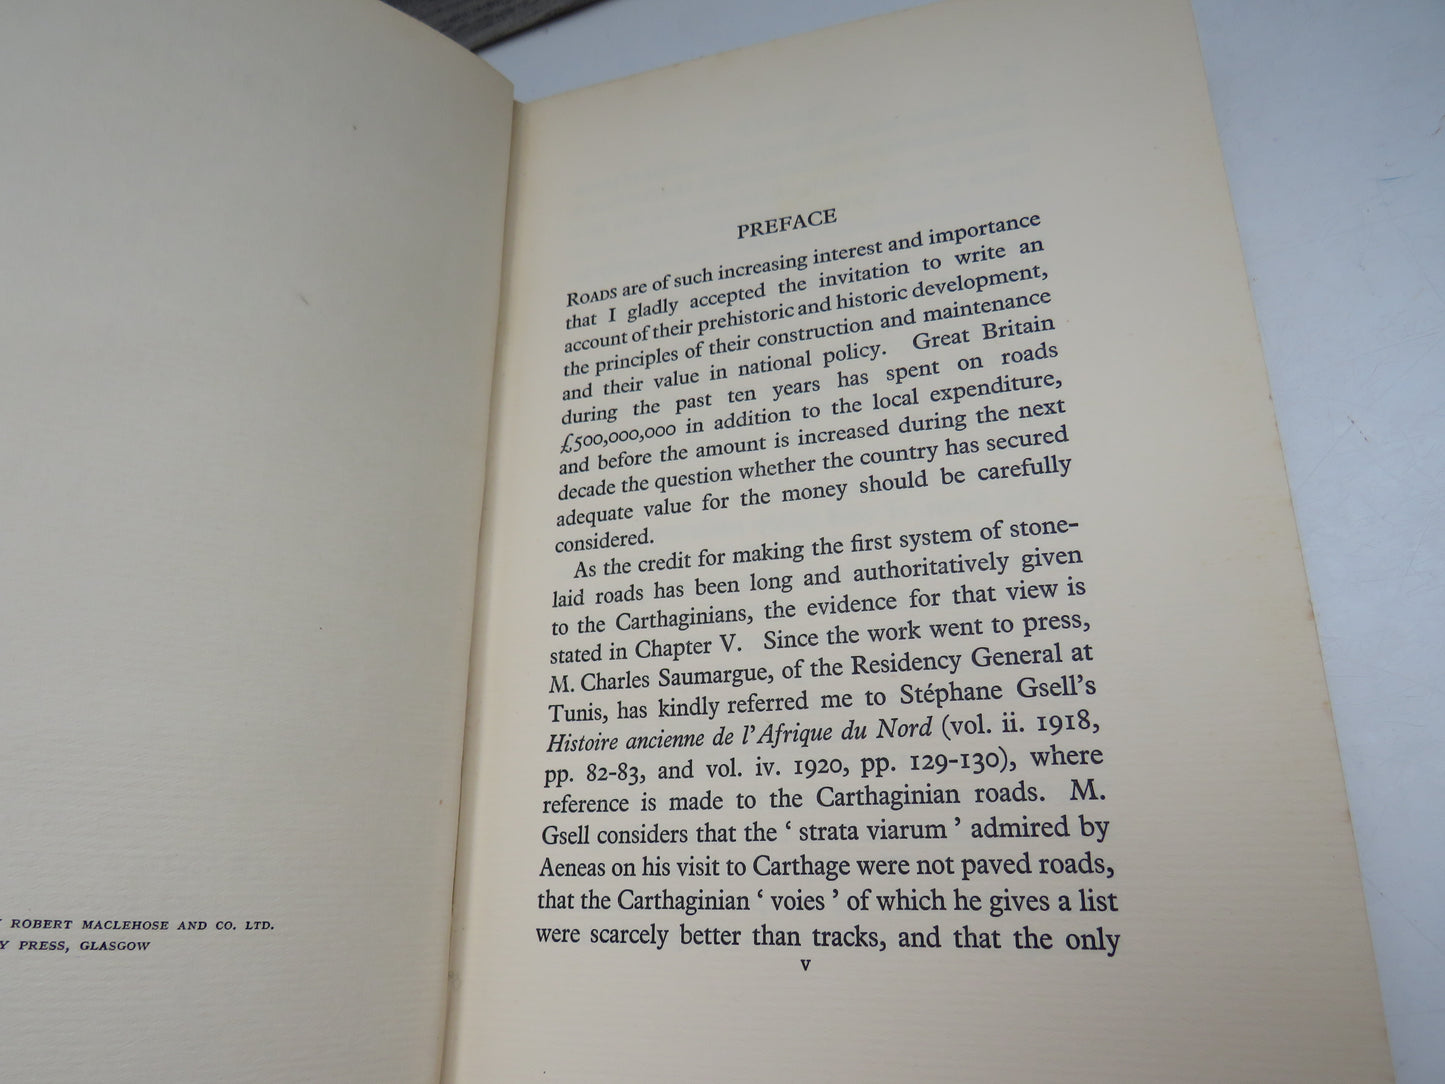 ROBERT MACLEHOSE AND CO. LTD.
PRESS, GLASGOW
PREFACE
ROADS are of such increasing interest and importance
that I gladly accepted the invitation to write an
account of their prehistoric and historic development,
the principles of their construction and maintenance
and their value in national policy. Great Britain
during the past ten years has spent on roads
£500,000,000 in addition to the local expenditure,
and before the amount is increased during the next
decade the question whether the country has secured
adequate value for the money should be carefully
considered.
As the credit for making the first system of stone-
laid roads has been long and authoritatively given
to the Carthaginians, the evidence for that view is
stated in Chapter V. Since the work went to press,
M. Charles Saumargue, of the Residency General at
Tunis, has kindly referred me to Stéphane Gsell's
Histoire ancienne de l'Afrique du Nord (vol. ii. 1918,
pp. 82-83, and vol. iv. 1920, pp. 129-130), where
reference is made to the Carthaginian roads. M.
Gsell considers that the ‘ strata viarum ’ admired by
Aeneas on his visit to Carthage were not paved roads,
that the Carthaginian ‘ voies ’ of which he gives a list
were scarcely better than tracks, and that the only
v